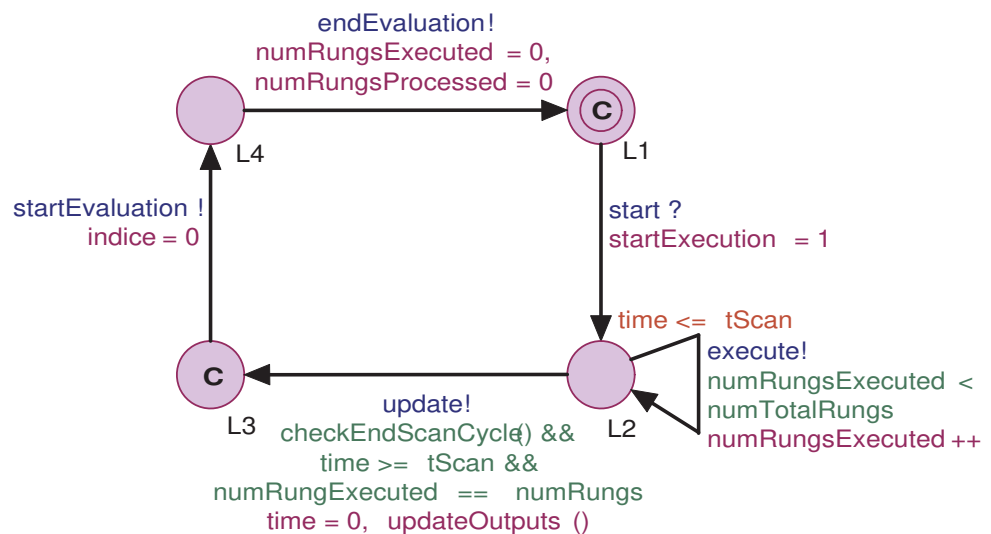 endEvaluation!
numRungsExecuted = 0,
numRungsProcessed = 0
C
L4
L1
startEvaluation !
indice = 0
start ?
startExecution = 1
time <= tScan
execute!
numRungsExecuted <
numTotalRungs
numRungsExecuted ++
C
L3
L2
update!
checkEndScanCycle() &&
time >= tScan &&
numRungExecuted == numRungs
time = 0, updateOutputs ()